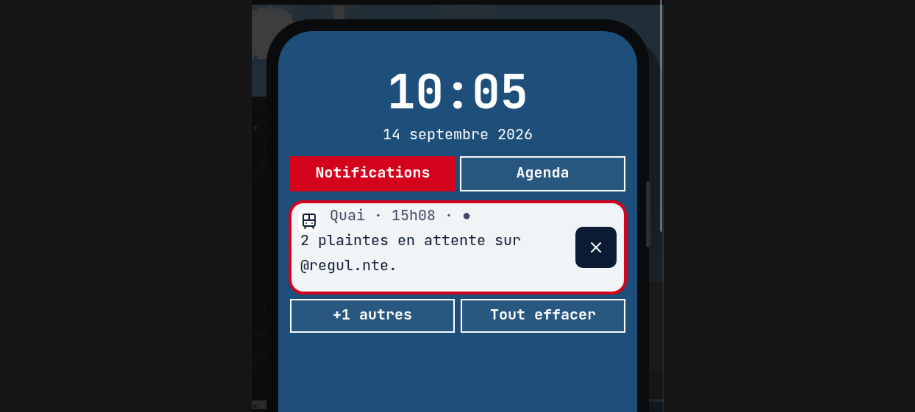 10:05
14 septembre 2026
Notifications
Agenda
Quai · 15h08 · ●
2 plaintes en attente sur
@regul.nte.
+1 autres
Tout effacer